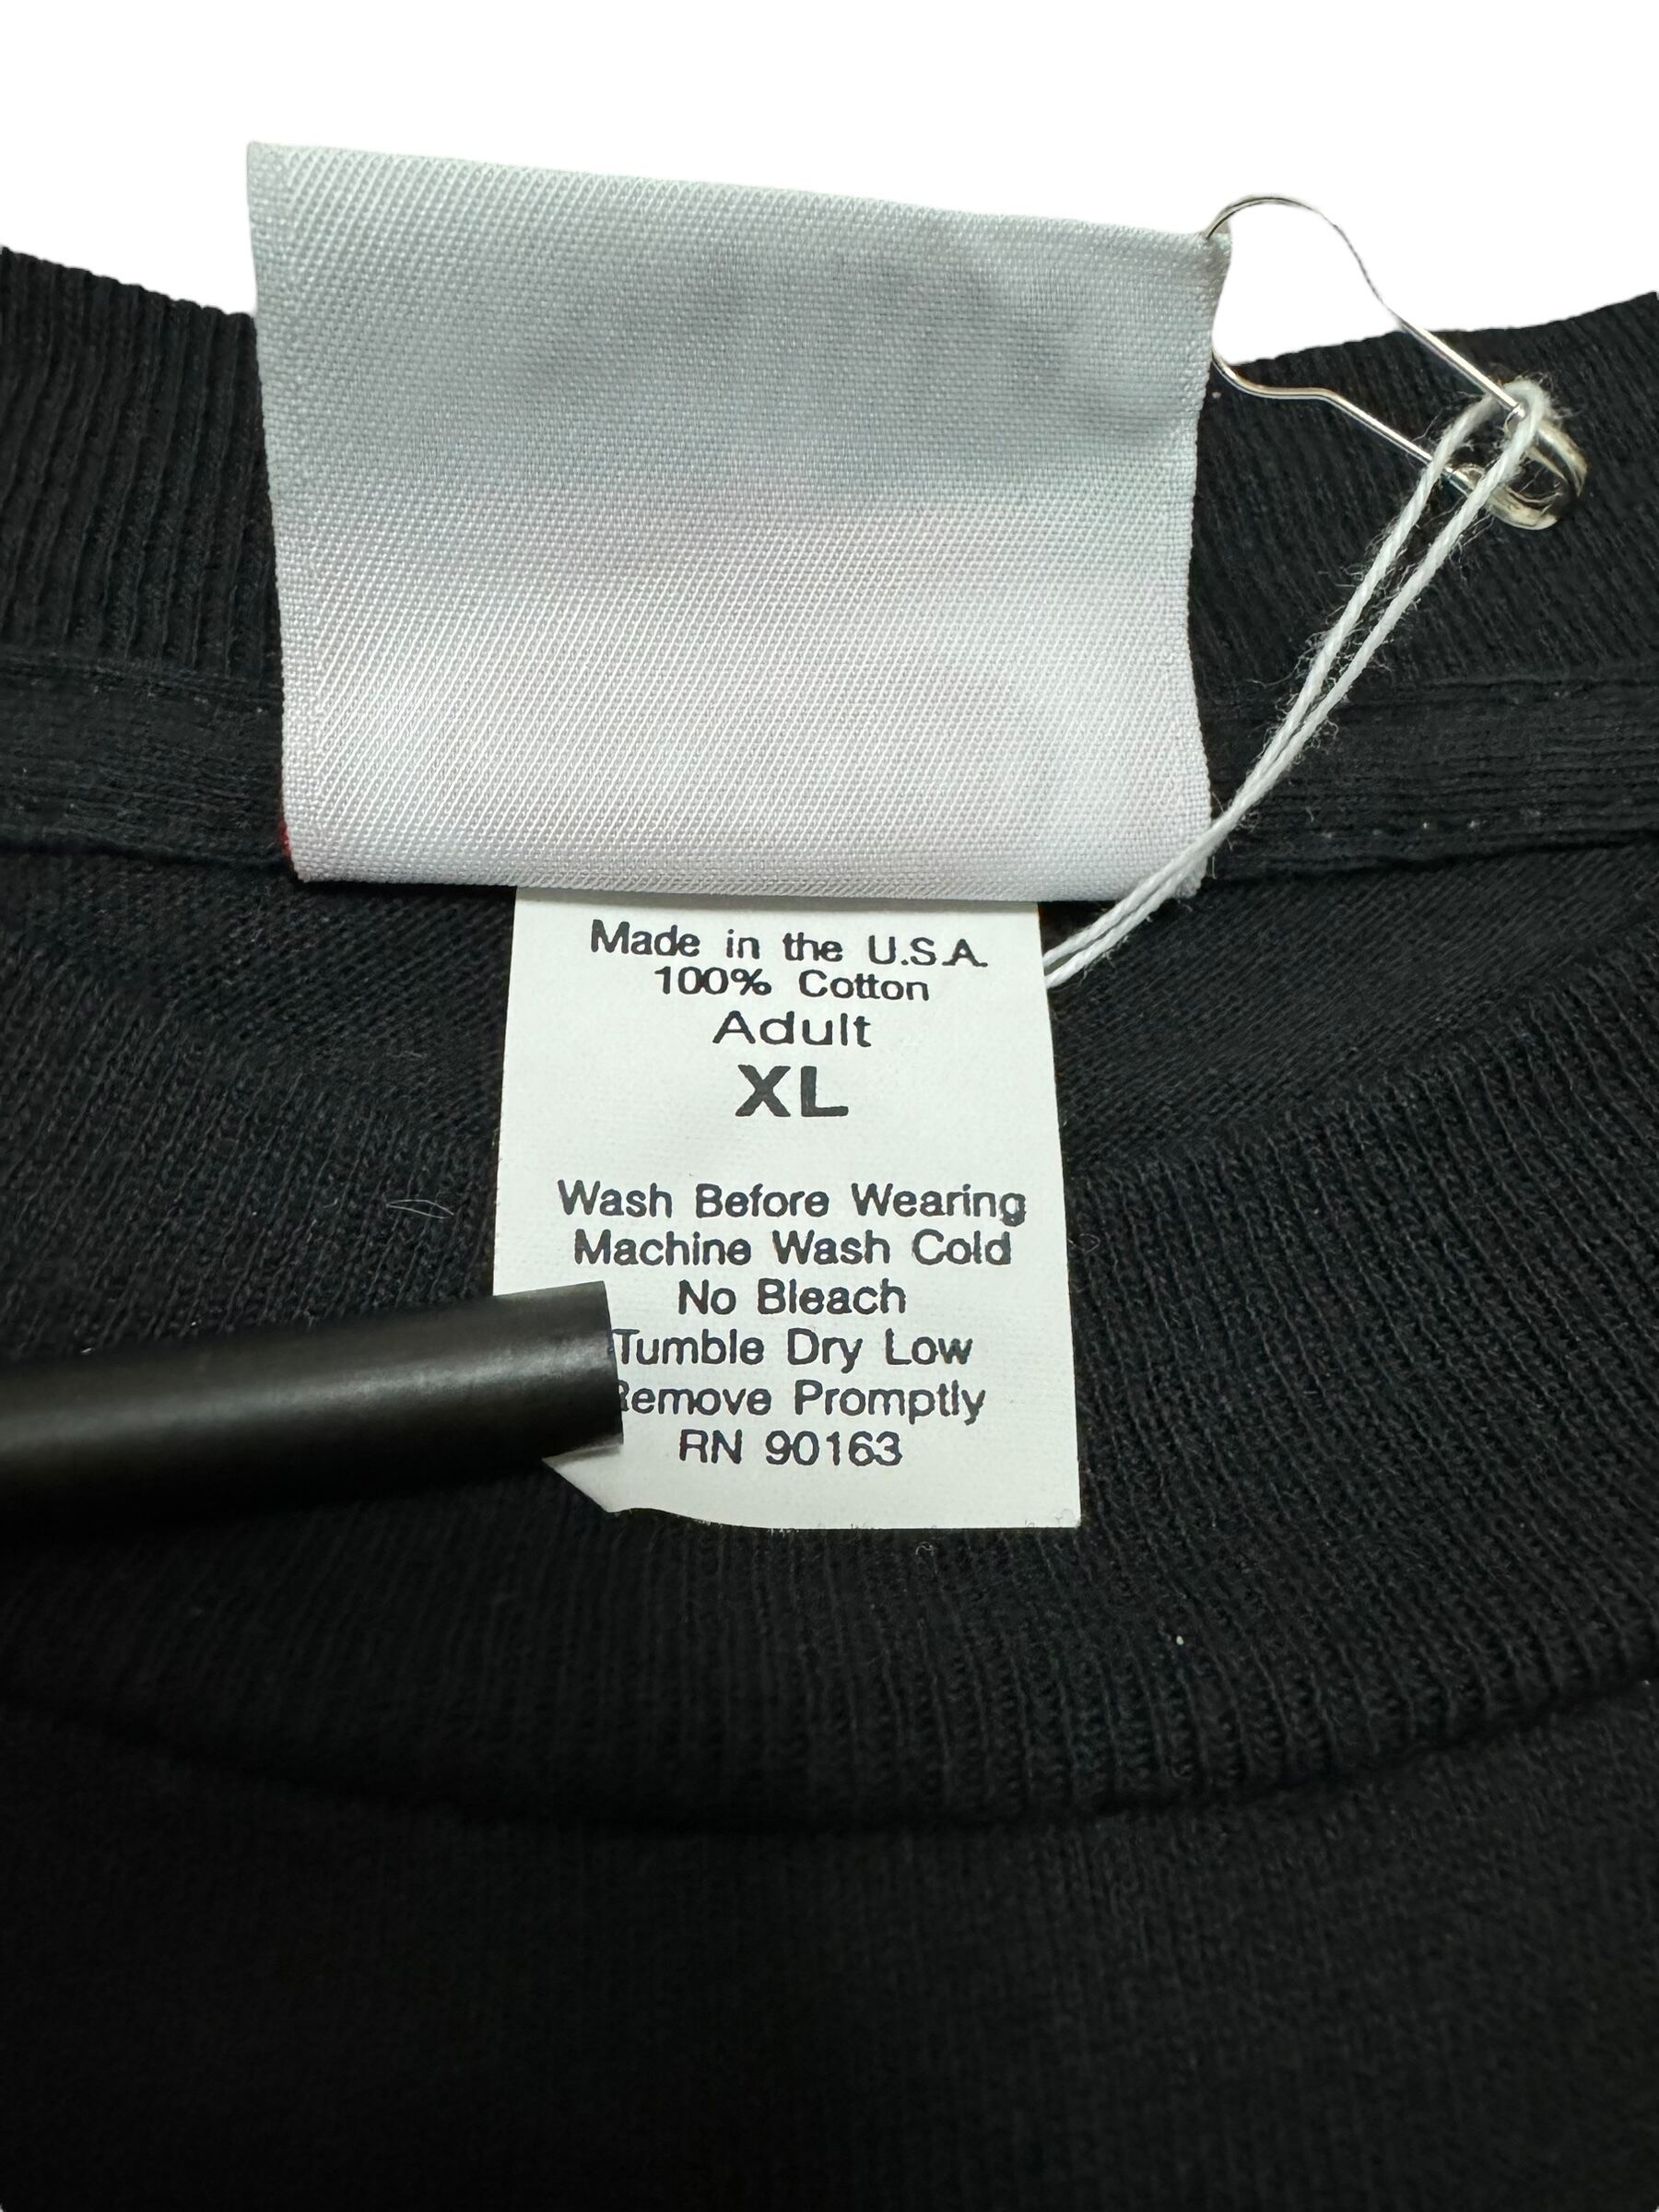 Made in the U.S.A.
100% Cotton
Adult
XL
Wash Before Wearing
Machine Wash Cold
No Bleach
Tumble Dry Low
Remove Promptly
RN 90163